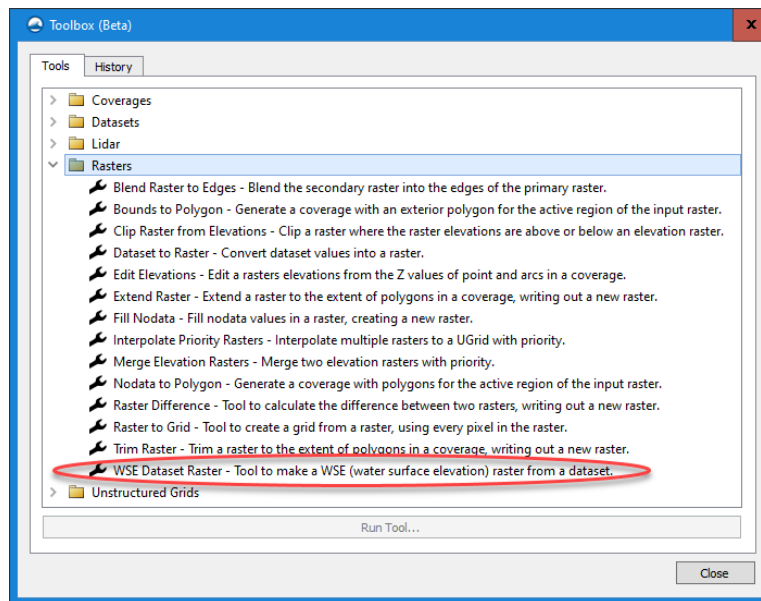 Toolbox (Beta)
x
Tools History
Coverages
Datasets
Lidar
Rasters
Blend Raster to Edges - Blend the secondary raster into the edges of the primary raster.
Bounds to Polygon - Generate a coverage with an exterior polygon for the active region of the input raster.
Clip Raster from Elevations - Clip a raster where the raster elevations are above or below an elevation raster.
Dataset to Raster - Convert dataset values into a raster.
Edit Elevations - Edit a rasters elevations from the Z values of point and arcs in a coverage.
Extend Raster - Extend a raster to the extent of polygons in a coverage, writing out a new raster.
Fill Nodata - Fill nodata values in a raster, creating a new raster.
Interpolate Priority Rasters - Interpolate multiple rasters to a UGrid with priority.
Merge Elevation Rasters - Merge two elevation rasters with priority.
Nodata to Polygon - Generate a coverage with polygons for the active region of the input raster.
Raster Difference - Tool to calculate the difference between two rasters, writing out a new raster.
Raster to Grid - Tool to create a grid from a raster, using every pixel in the raster.
Trim Raster - Trim a raster to the extent of polygons in a coverage, writing out a new raster.
WSE Dataset Raster - Tool to make a WSE (water surface elevation) raster from a dataset.
Unstructured Grids
Run Tool...
Close